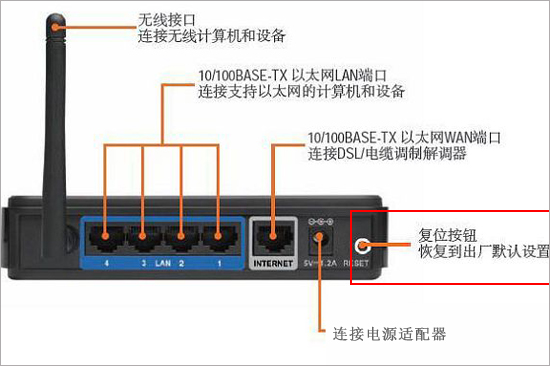 无线接口
连接无线计算机和设备
10/100BASE-TX 以太网LAN端口
连接支持以太网的计算机和设备
10/100BASE-TX 以太网WAN端口
连接DSL/电缆调制解调器
复位按钮
恢复到出厂默认设置
4 3 LAN 2 1
INTERNET
5V=1.2A
RESET
连接电源适配器